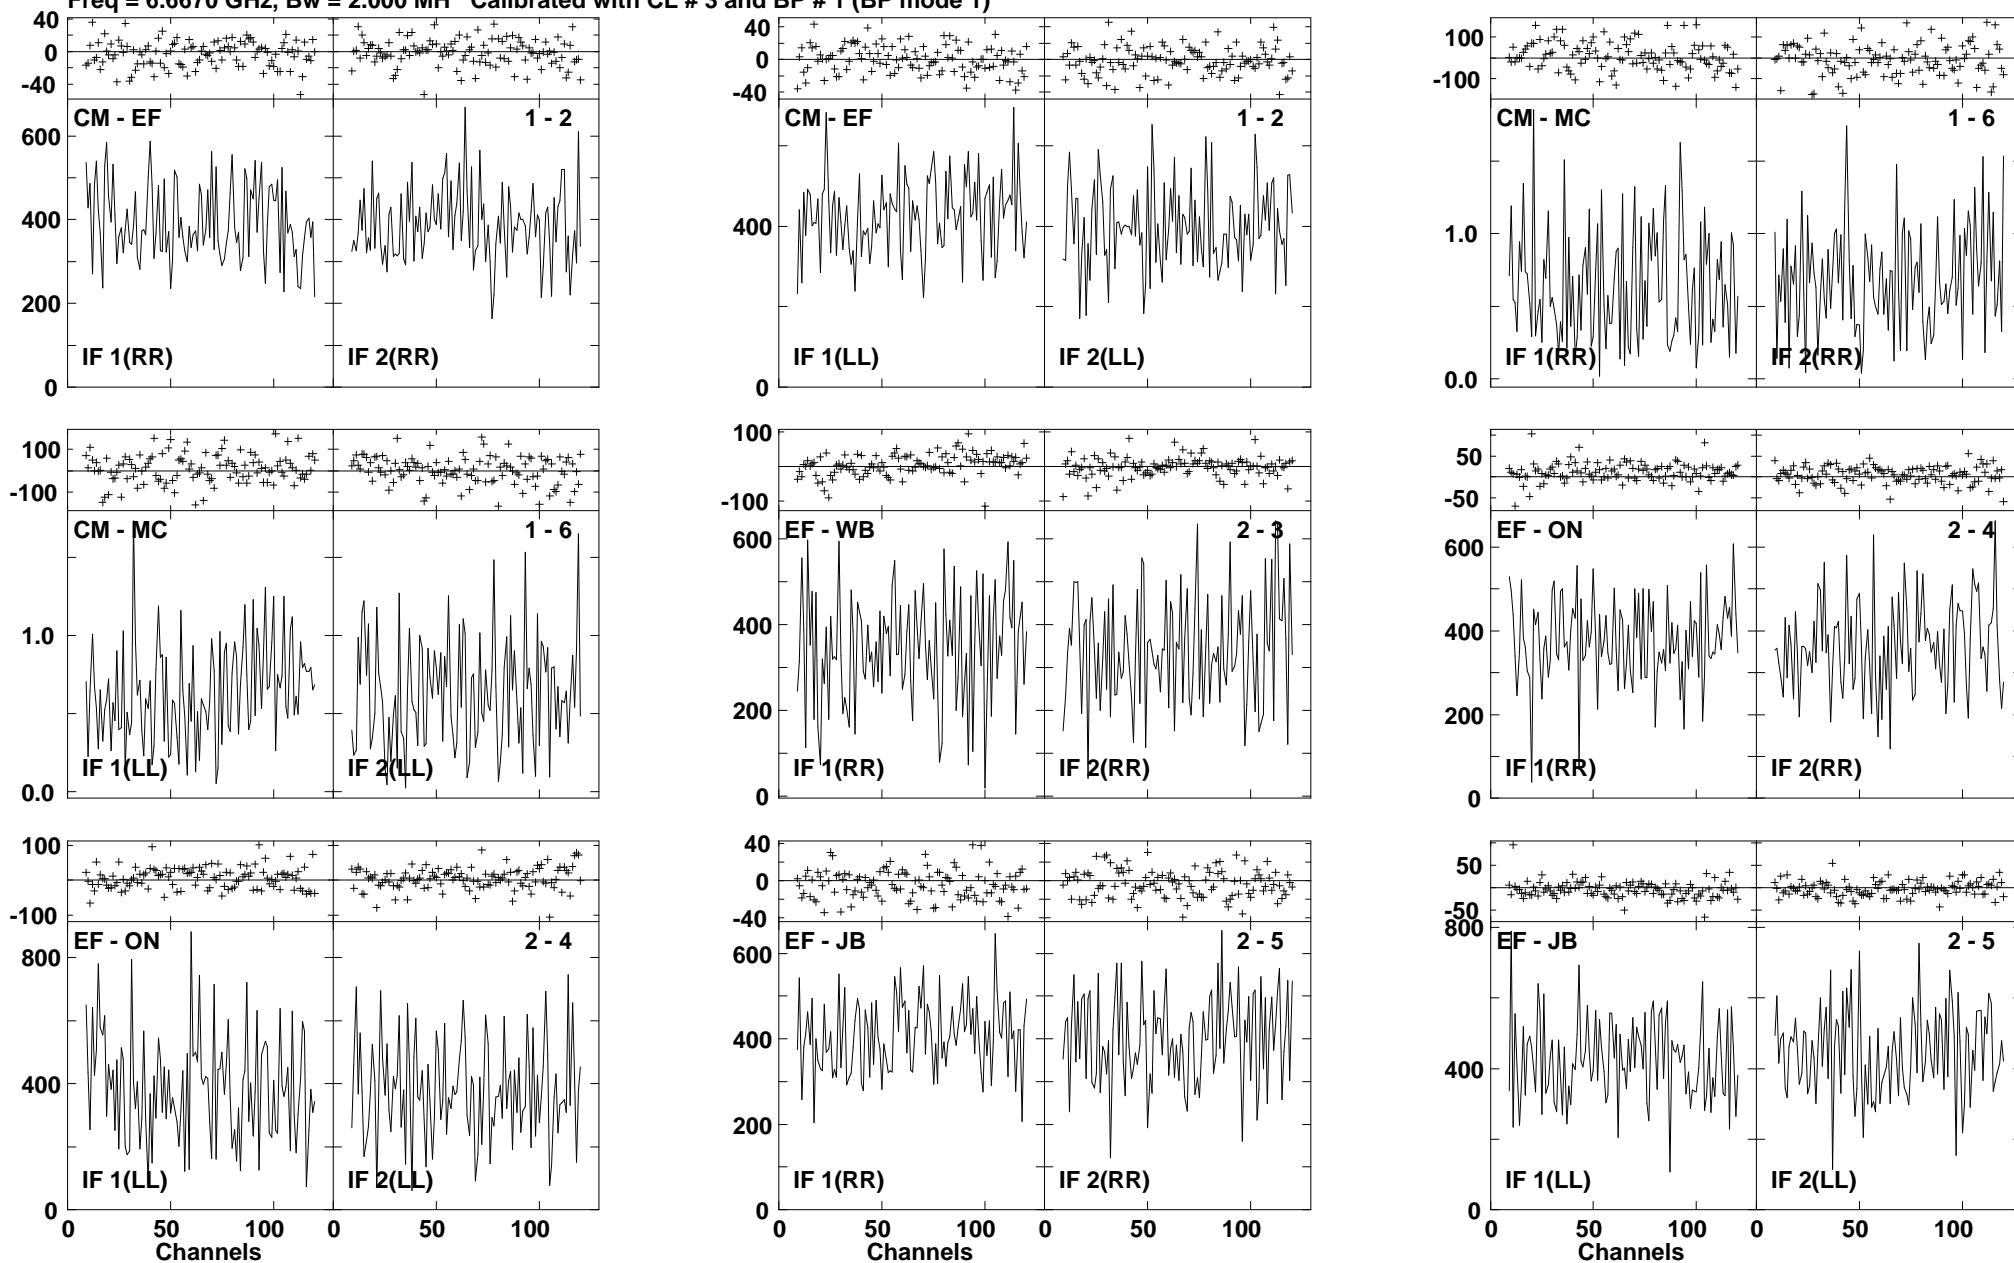 Freq = 6.6670 GHz, Bw = 2.000 MH Calibrated with CL # 3 and BP # 1 (BP mode 1)
40 40 100
0 0
-40 -40 -100
CM - EF 1 - 2 CM - EF 1 - 2 CM - MC 1 - 6
600
400 400 1.0
200
IF 1(RR) IF 2(RR) IF 1(LL) IF 2(LL) IF 1(RR) IF 2(RR)
0 0 0.0
100 100 50
-100 -100 -50
CM - MC 1 - 6 EF - WB 2 - 3 EF - ON 2 - 4
600 600
1.0 400 400
200 200
IF 1(LL) IF 2(LL) IF 1(RR) IF 2(RR) IF 1(RR) IF 2(RR)
0.0 0 0
100 40 50
0
-100 -40 -50
EF - ON 2 - 4 EF - JB 2 - 5 EF - JB 2 - 5
800 600 800
400 400 400
200
IF 1(LL) IF 2(LL) IF 1(RR) IF 2(RR) IF 1(LL) IF 2(LL)
0 0 0
0 50 100 0 50 100 0 50 100 0 50 100 0 50 100 50 100
Channels Channels Channels